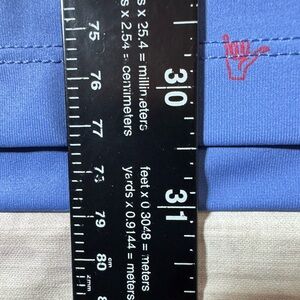 75
76
77
78
79
80
cm
s x 25.4 = millimeters
s x 2.54 = centimeters
feet x 0 3048 = meters
yards x 0.9144 = meters
30
31